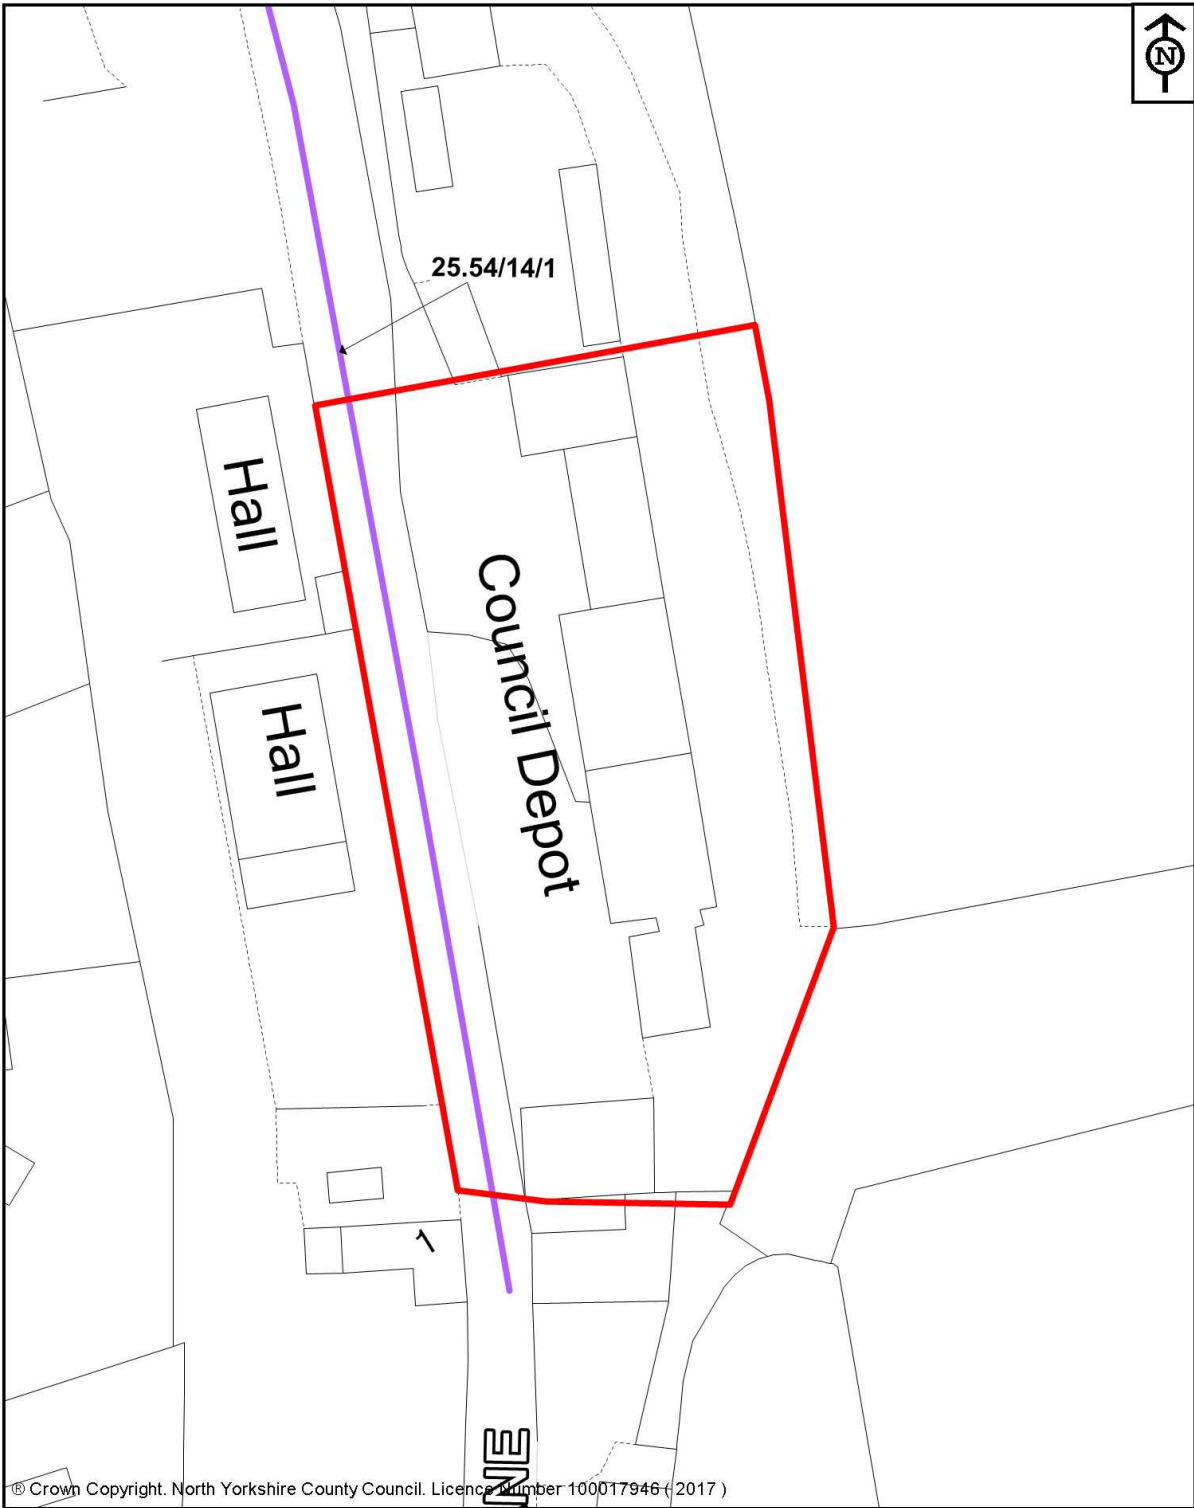 N
25.54/14/1
Hall
Council Depot
Hall
1
NE
® Crown Copyright. North Yorkshire County Council. Licence Number 100017946 ( 2017 )